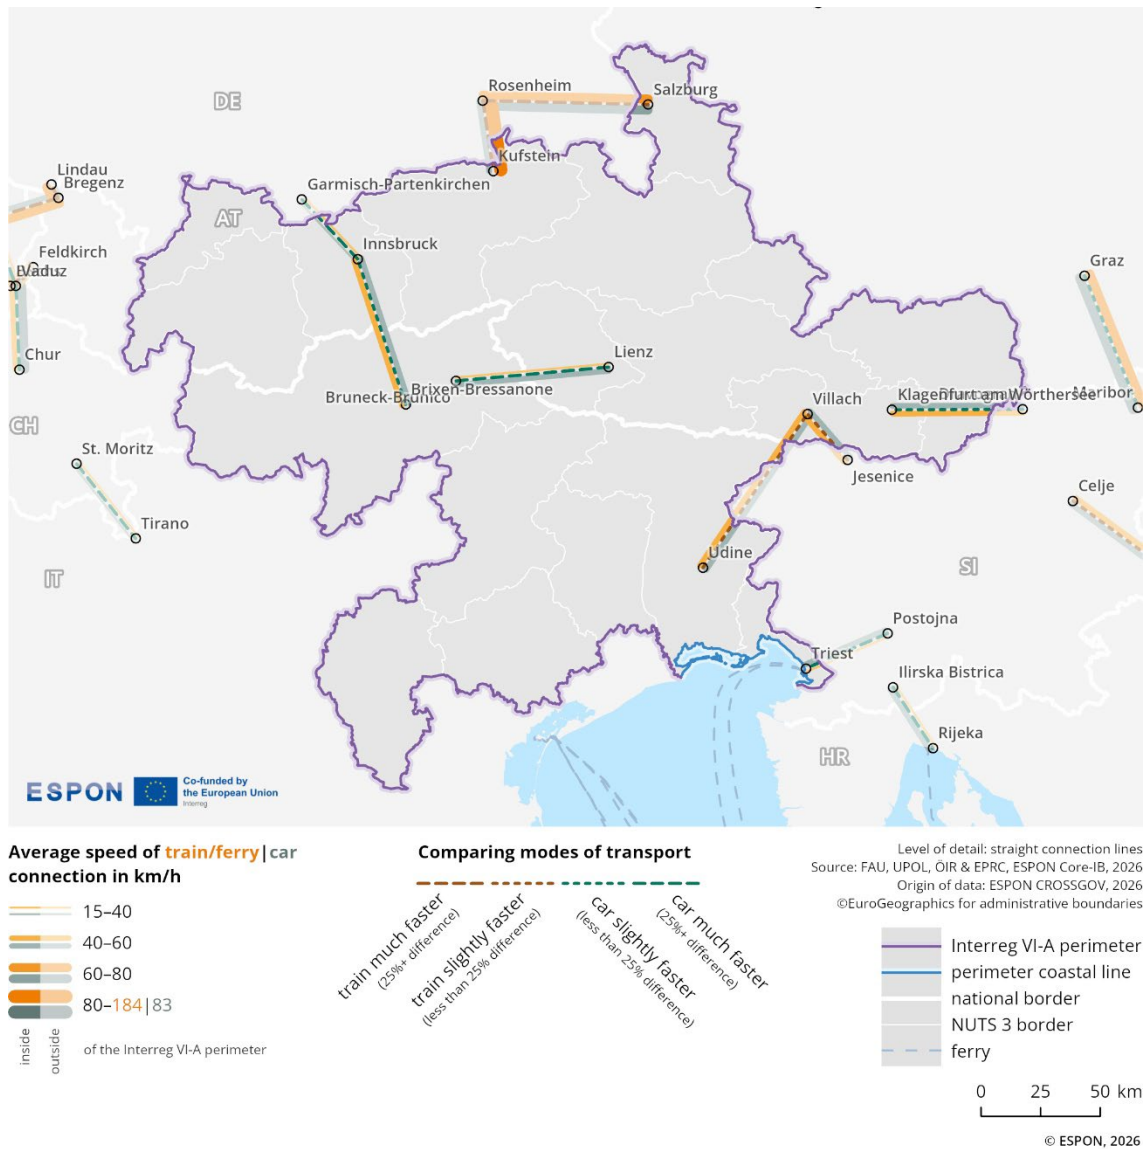 Rosenheim
Salzburg
DE
Kufstein
Lindau
Bregenz
Garmisch-Partenkirchen
AT
Innsbruck
Feldkirch
Vaduz
Graz
Chur
Lienz
Brixen-Bressanone
Bruneck-Brunico
Villach
Klagenfurt am Wörthersee
Maribor
CH
St. Moritz
Jesenice
Celje
Tirano
Udine
IT
SI
Postojna
Triest
Ilirska Bistrica
Rijeka
HR
ESPON
Co-funded by
the European Union
Interreg
Average speed of train/ferry|car
connection in km/h
15–40
40–60
60–80
80–184|83
inside
outside
of the Interreg VI-A perimeter
Comparing modes of transport
train much faster
(25%+ difference)
train slightly faster
(less than 25% difference)
car slightly faster
(less than 25% difference)
car much faster
(25%+ difference)
Level of detail: straight connection lines
Source: FAU, UPOL, ÖIR & EPRC, ESPON Core-IB, 2026
Origin of data: ESPON CROSSGOV, 2026
©EuroGeographics for administrative boundaries
Interreg VI-A perimeter
perimeter coastal line
national border
NUTS 3 border
ferry
0 25 50 km
© ESPON, 2026